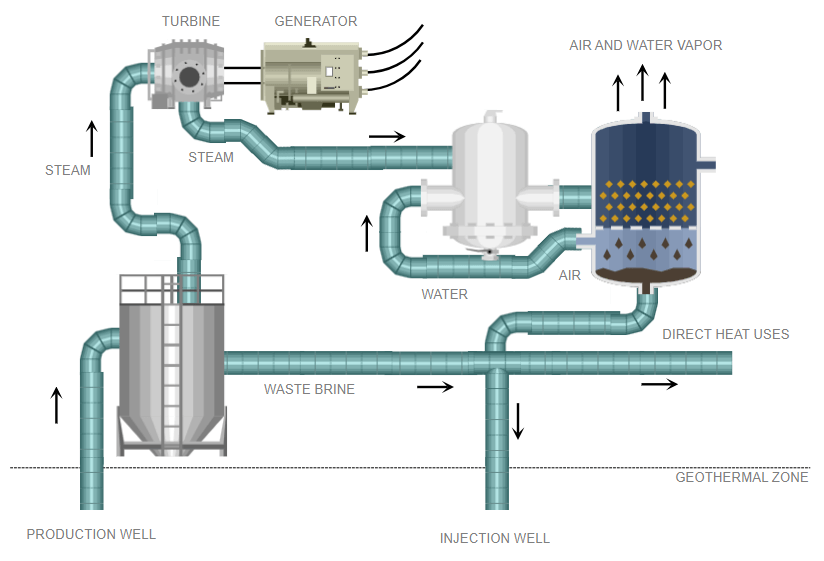 TURBINE
GENERATOR
AIR AND WATER VAPOR
STEAM
STEAM
WATER
AIR
DIRECT HEAT USES
WASTE BRINE
GEOTHERMAL ZONE
PRODUCTION WELL
INJECTION WELL